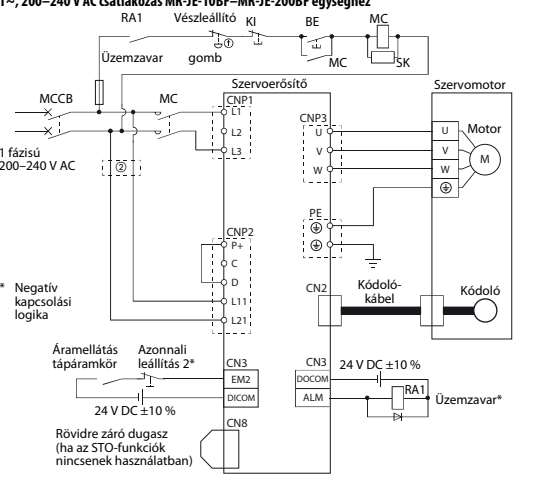 1~, 200–240 V AC csatlakozás MR-JE-10BF–MR-JE-200BF egységhez
RA1
Vészleállító
gomb
KI
BE
MC
Üzemzavar
MC
SK
MCCB
MC
Szervoerősítő
Szervomotor
CNP1
L1
L2
L3
CNP3
U
V
W
U
V
W
Motor
M
1 fázisú
200–240 V AC
②
PE
CNP2
P+
C
D
L11
L21
* Negatív
kapcsolási
logika
CN2
Kódoló-
kábel
Kódoló
Áramellátás
tápáramkör
Azonnali
leállítás 2*
CN3
EM2
DICOM
24 V DC ±10 %
CN3
DOCOM
ALM
24 V DC ±10 %
RA1
Üzemzavar*
CN8
Rövidre záró dugasz
(ha az STO-funkciók
nincsenek használatban)
①